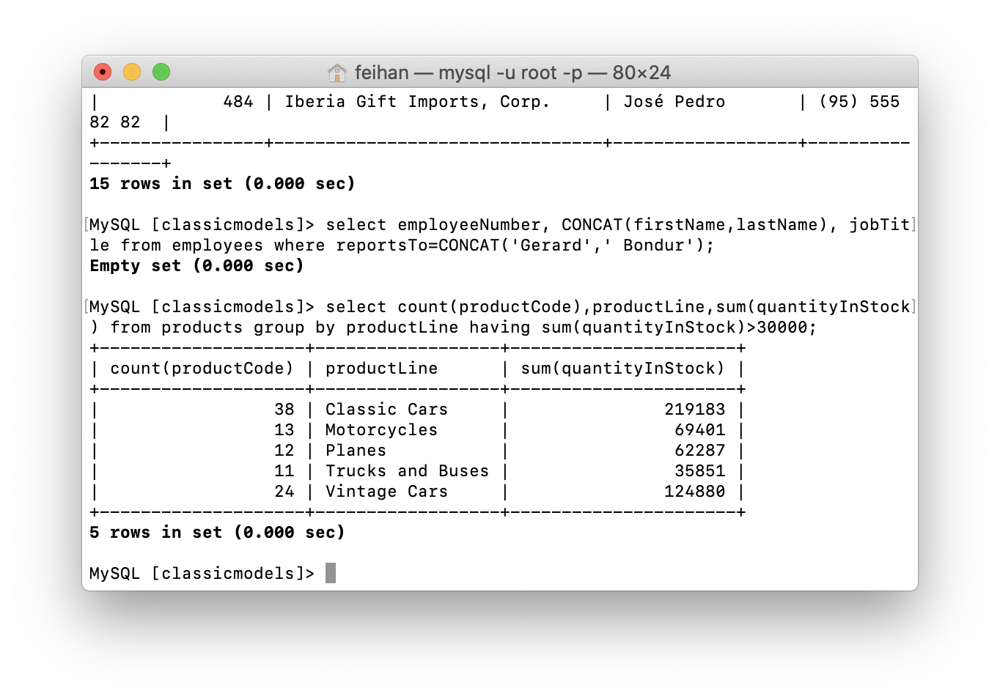 feihan — mysql -u root -p — 80×24
|            484 | Iberia Gift Imports, Corp.     | José Pedro       | (95) 555
82 82  |
+----------------+--------------------------------+------------------+----------
-------+
15 rows in set (0.000 sec)
[MySQL [classicmodels]> select employeeNumber, CONCAT(firstName,lastName), jobTit]
le from employees where reportsTo=CONCAT('Gerard',' Bondur');
Empty set (0.000 sec)
[MySQL [classicmodels]> select count(productCode),productLine,sum(quantityInStock]
) from products group by productLine having sum(quantityInStock)>30000;
+--------------------+------------------+----------------------+
| count(productCode) | productLine      | sum(quantityInStock) |
+--------------------+------------------+----------------------+
|                 38 | Classic Cars     |               219183 |
|                 13 | Motorcycles      |                69401 |
|                 12 | Planes           |                62287 |
|                 11 | Trucks and Buses |                35851 |
|                 24 | Vintage Cars     |               124880 |
+--------------------+------------------+----------------------+
5 rows in set (0.000 sec)
MySQL [classicmodels]>